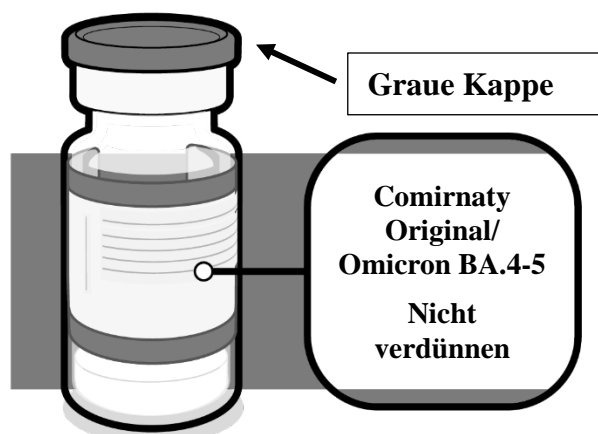 Graue Kappe
Comirnaty
Original/
Omicron BA.4-5
Nicht
verdünnen